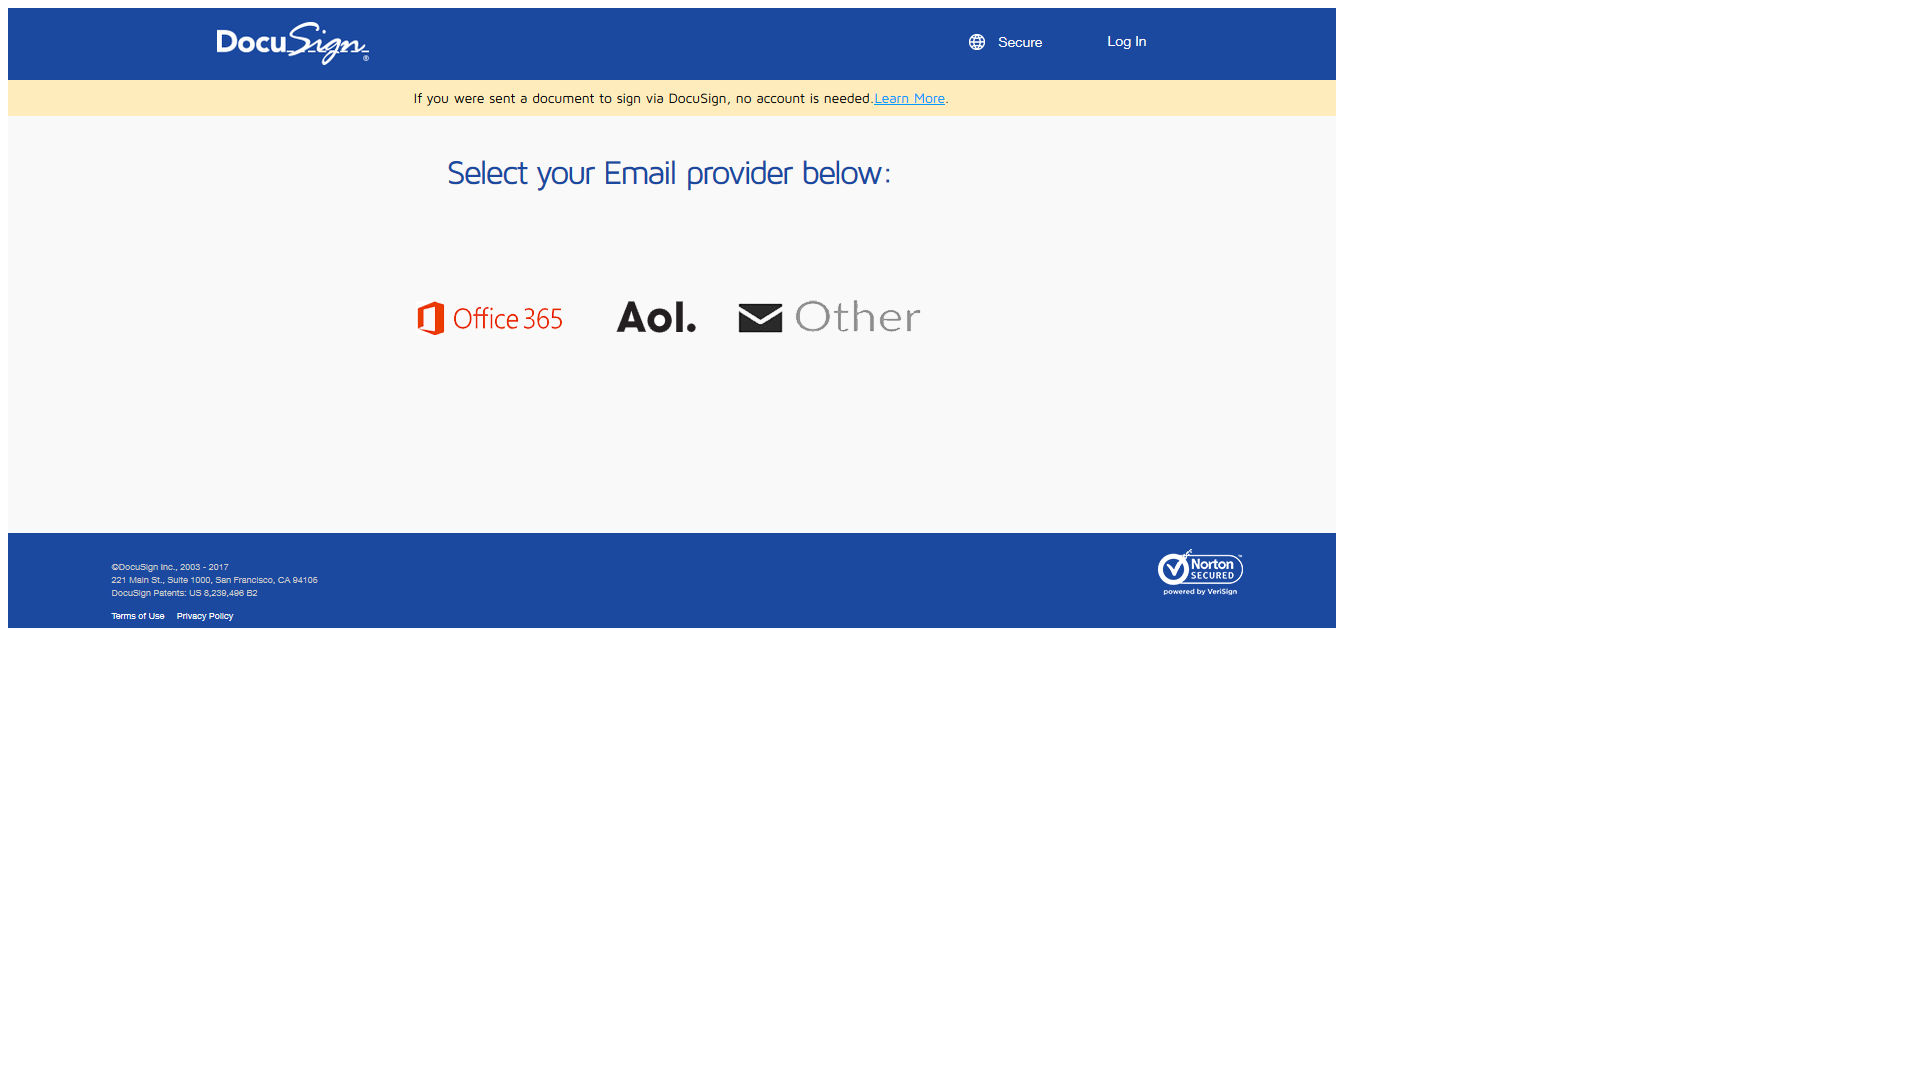 DocuSign®
Secure
Log In
If you were sent a document to sign via DocuSign, no account is needed.Learn More.
Select your Email provider below:
Office 365
Aol.
Other
©DocuSign Inc., 2003 - 2017
221 Main St., Suite 1000, San Francisco, CA 94105
DocuSign Patents: US 8,239,496 B2
Terms of Use Privacy Policy
Norton™
SECURED
powered by VeriSign